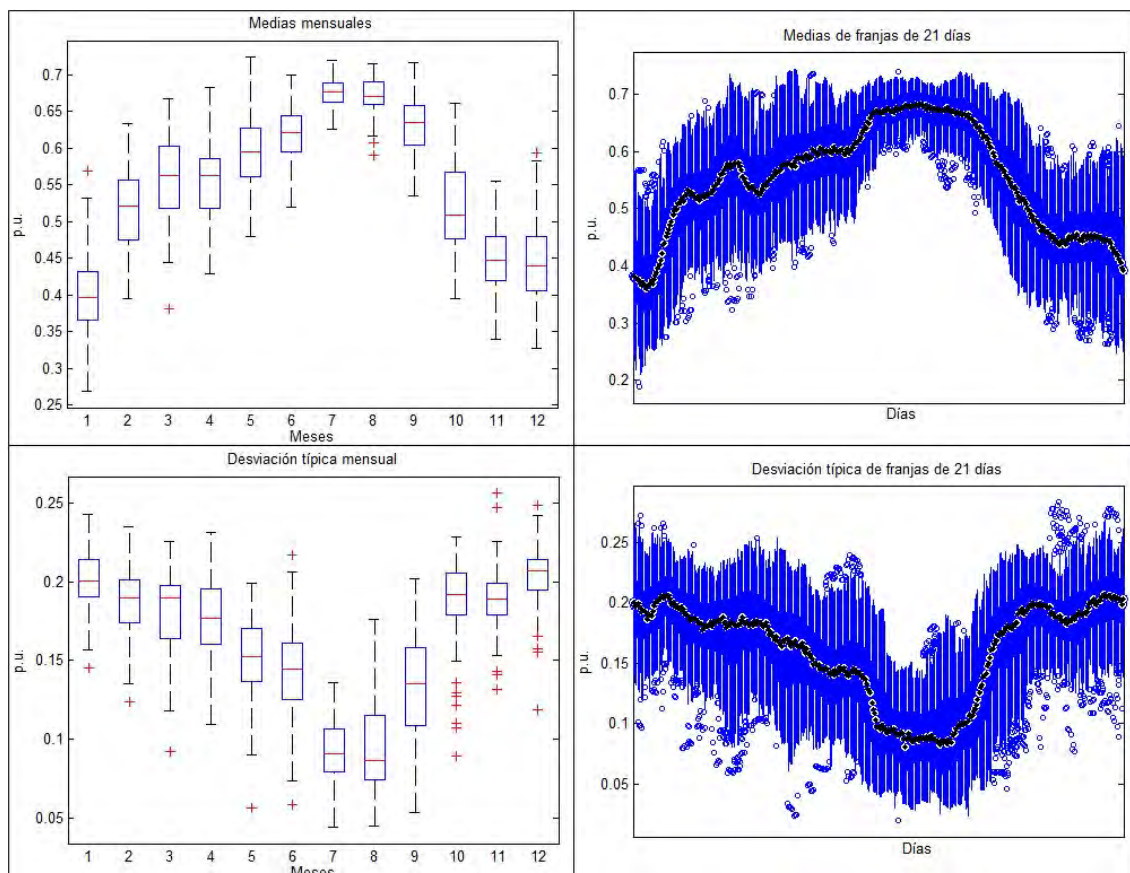 Medias mensuales
p.u.
0.7
0.65
0.6
0.55
0.5
0.45
0.4
0.35
0.3
0.25
1 2 3 4 5 6 7 8 9 10 11 12
Meses
Medias de franjas de 21 días
p.u.
0.7
0.6
0.5
0.4
0.3
0.2
Días
Desviación típica mensual
p.u.
0.25
0.2
0.15
0.1
0.05
1 2 3 4 5 6 7 8 9 10 11 12
Meses
Desviación típica de franjas de 21 días
p.u.
0.25
0.2
0.15
0.1
0.05
Días